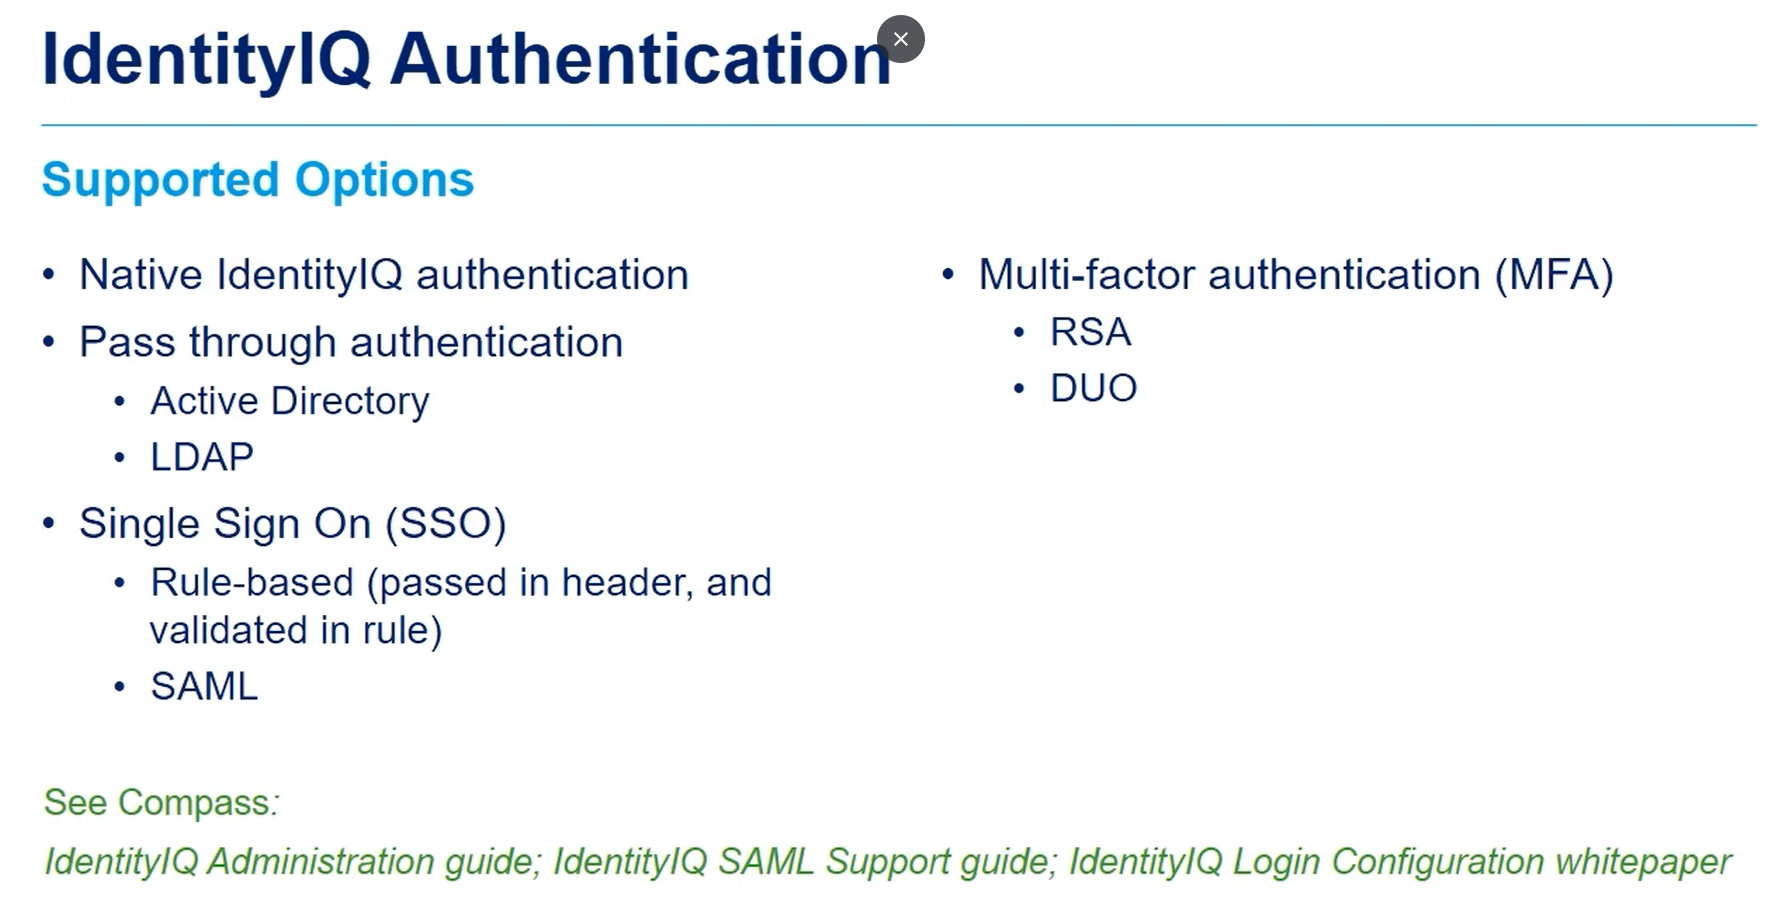 IdentityIQ Authentication
Supported Options
• Native IdentityIQ authentication
• Pass through authentication
• Active Directory
• LDAP
• Single Sign On (SSO)
• Rule-based (passed in header, and
validated in rule)
• SAML
• Multi-factor authentication (MFA)
• RSA
• DUO
See Compass:
IdentityIQ Administration guide; IdentityIQ SAML Support guide; IdentityIQ Login Configuration whitepaper